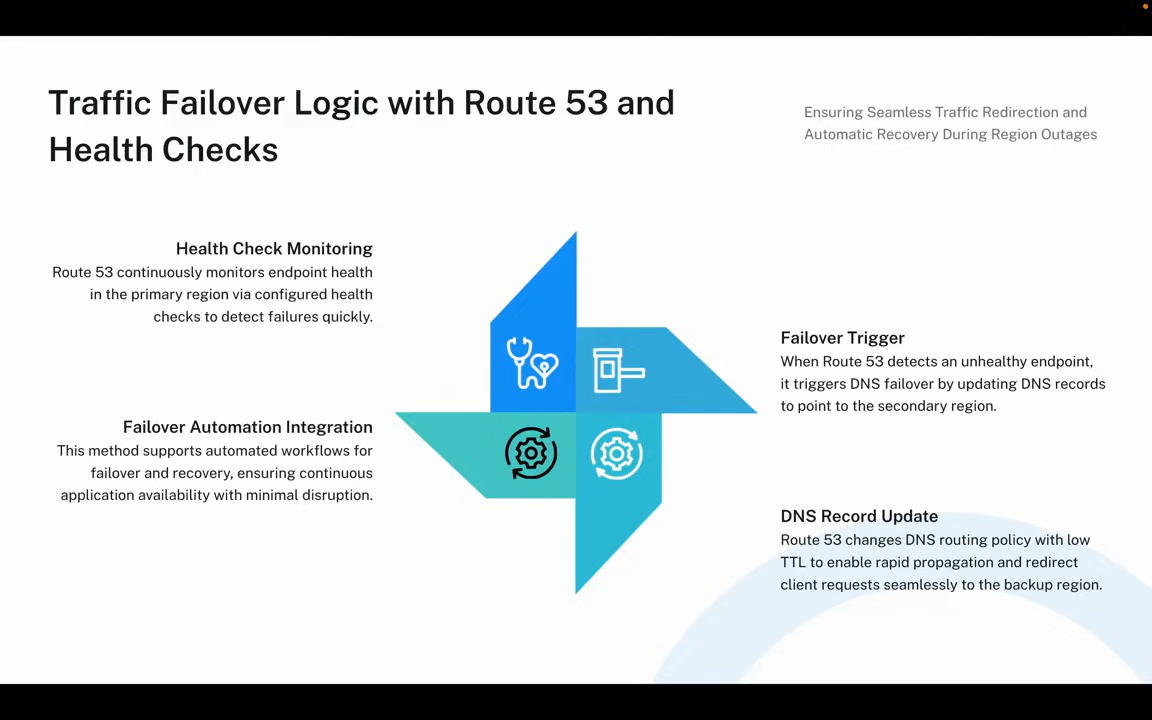 Traffic Failover Logic with Route 53 and
Health Checks
Ensuring Seamless Traffic Redirection and
Automatic Recovery During Region Outages
Health Check Monitoring
Route 53 continuously monitors endpoint health
in the primary region via configured health
checks to detect failures quickly.
Failover Trigger
When Route 53 detects an unhealthy endpoint,
it triggers DNS failover by updating DNS records
to point to the secondary region.
Failover Automation Integration
This method supports automated workflows for
failover and recovery, ensuring continuous
application availability with minimal disruption.
DNS Record Update
Route 53 changes DNS routing policy with low
TTL to enable rapid propagation and redirect
client requests seamlessly to the backup region.